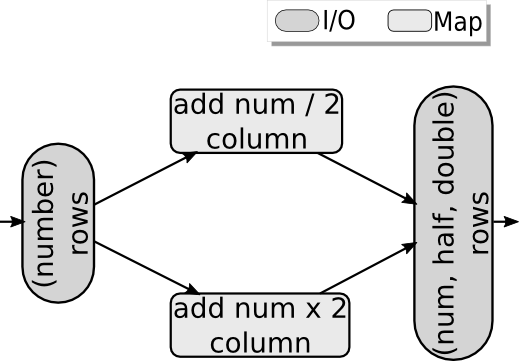 I/O
Map
(number)
rows
add num / 2
column
add num x 2
column
(num, half, double)
rows